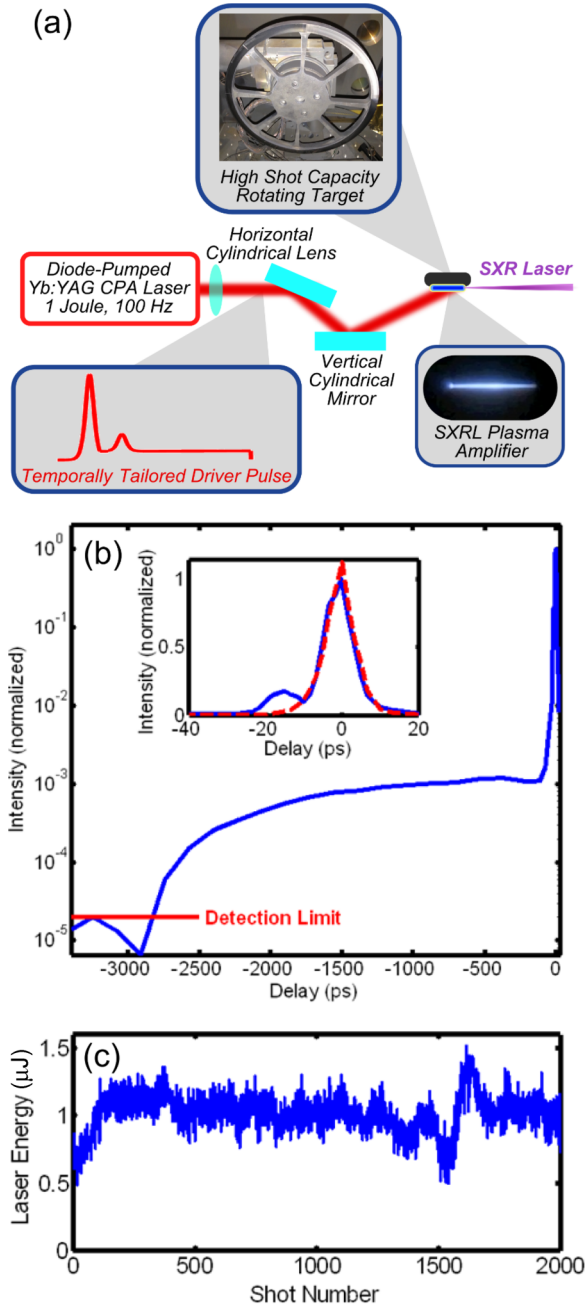 (a)
High Shot Capacity
Rotating Target
Horizontal
Cylindrical Lens
Diode-Pumped
Yb:YAG CPA Laser
1 Joule, 100 Hz
SXR Laser
Vertical
Cylindrical
Mirror
Temporally Tailored Driver Pulse
SXRL Plasma
Amplifier
(b)
Intensity (normalized)
10^0
10^-1
10^-2
10^-3
10^-4
10^-5
-3000 -2500 -2000 -1500 -1000 -500 0
Delay (ps)
Detection Limit
Intensity (normalized)
1
0.5
0
-40 -20 0 20
Delay (ps)
(c)
Laser Energy (μJ)
1.5
1
0.5
0
0 500 1000 1500 2000
Shot Number